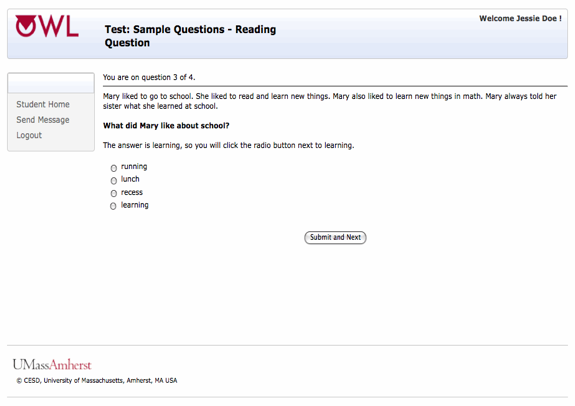 OWL
Welcome Jessie Doe !
Test: Sample Questions - Reading
Question
You are on question 3 of 4.
Student Home
Send Message
Logout
Mary liked to go to school. She liked to read and learn new things. Mary also liked to learn new things in math. Mary always told her
sister what she learned at school.
What did Mary like about school?
The answer is learning, so you will click the radio button next to learning.
running
lunch
recess
learning
Submit and Next
UMassAmherst
© CESD, University of Massachusetts, Amherst, MA USA